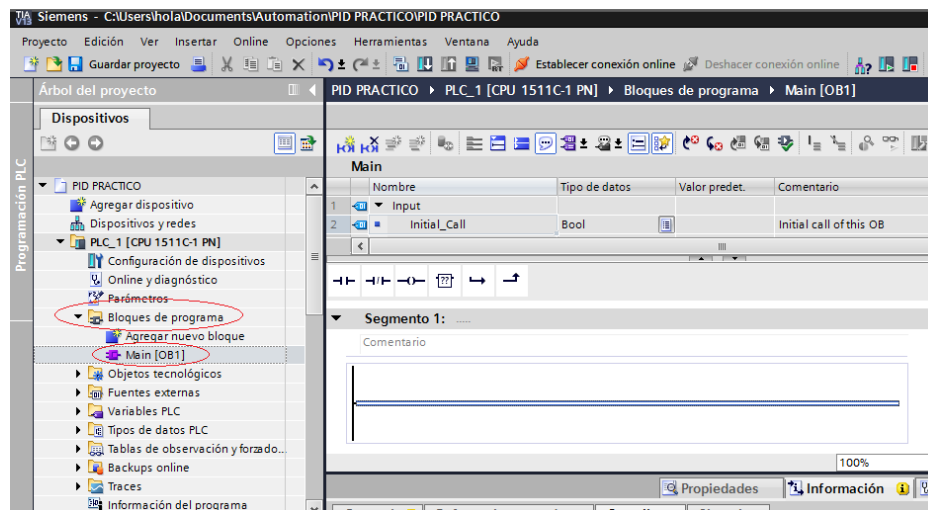 TIA V13 Siemens - C:\Users\hola\Documents\Automation\PID PRACTICO\PID PRACTICO
Proyecto Edición Ver Insertar Online Opciones Herramientas Ventana Ayuda
Guardar proyecto Establecer conexión online Deshacer conexión online
Árbol del proyecto
PID PRACTICO PLC_1 [CPU 1511C-1 PN] Bloques de programa Main [OB1]
Dispositivos
Programación PLC
PID PRACTICO
Agregar dispositivo
Dispositivos y redes
PLC_1 [CPU 1511C-1 PN]
Configuración de dispositivos
Online y diagnóstico
Parámetros
Bloques de programa
Agregar nuevo bloque
Main [OB1]
Objetos tecnológicos
Fuentes externas
Variables PLC
Tipos de datos PLC
Tablas de observación y forzado...
Backups online
Traces
Información del programa
Main
Nombre Tipo de datos Valor predet. Comentario
1 Input
2 Initial_Call Bool Initial call of this OB
??
Segmento 1: .....
Comentario
100%
Propiedades Información